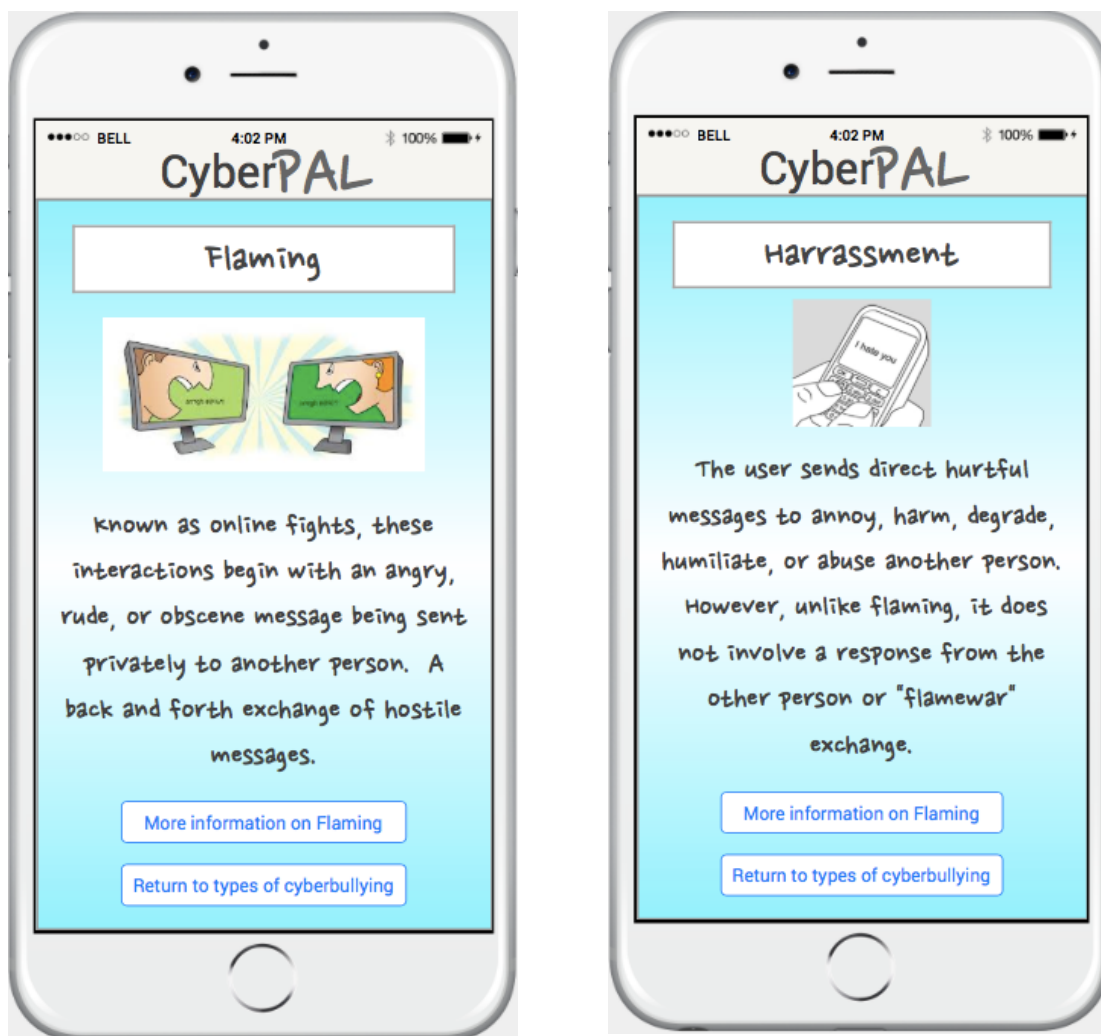 BELL 4:02 PM 100%
CyberPAL
Flaming
Known as online fights, these
interactions begin with an angry,
rude, or obscene message being sent
privately to another person. A
back and forth exchange of hostile
messages.
More information on Flaming
Return to types of cyberbullying
BELL 4:02 PM 100%
CyberPAL
Harrassment
I hate you
The user sends direct hurtful
messages to annoy, harm, degrade,
humiliate, or abuse another person.
However, unlike flaming, it does
not involve a response from the
other person or "flamewar"
exchange.
More information on Flaming
Return to types of cyberbullying